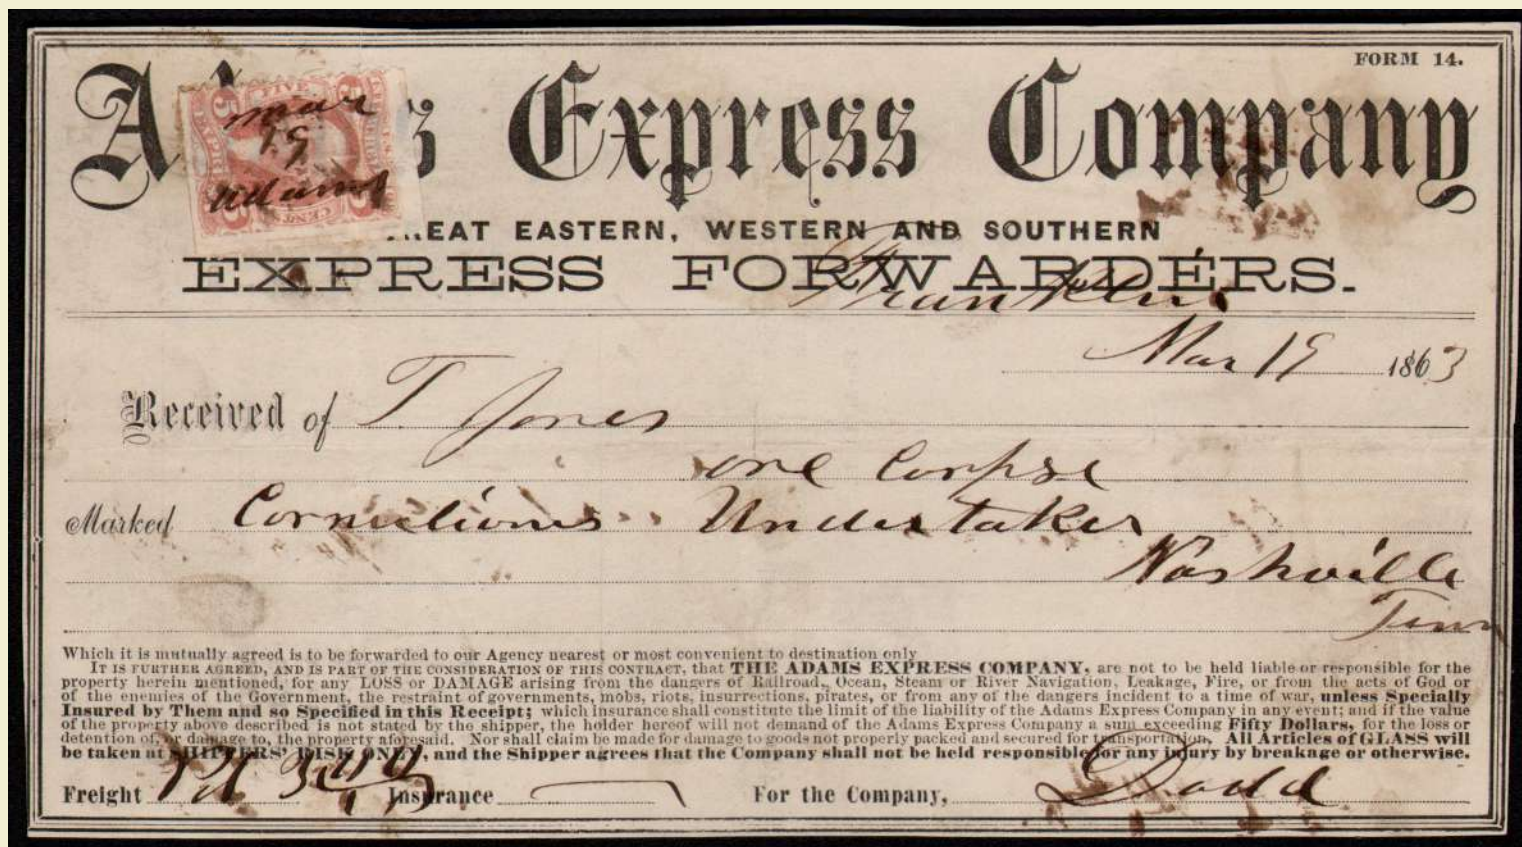 FORM 14.
Express Company
EASTERN, WESTERN AND SOUTHERN
EXPRESS FORWARDERS.
Franklin
Mar 19 1863
Received of T. Jones
one Corpse
Marked Cornelious Undertaker
Nashville
Tenn
Which it is mutually agreed is to be forwarded to our Agency nearest or most convenient to destination only
IT IS FURTHER AGREED, AND IS PART OF THE CONSIDERATION OF THIS CONTRACT, that THE ADAMS EXPRESS COMPANY, are not to be held liable or responsible for the
property herein mentioned, for any LOSS or DAMAGE arising from the dangers of Railroad, Ocean, Steam or River Navigation, Leakage, Fire, or from the acts of God or
of the enemies of the Government, the restraint of governments, mobs, riots, insurrections, pirates, or from any of the dangers incident to a time of war, unless Specially
Insured by Them and so Specified in this Receipt; which insurance shall constitute the limit of the liability of the Adams Express Company in any event; and if the value
of the property above described is not stated by the shipper, the holder hereof will not demand of the Adams Express Company a sum exceeding Fifty Dollars, for the loss or
detention of, or damage to, the property aforesaid. Nor shall claim be made for damage to goods not properly packed and secured for transportation. All Articles of GLASS will
be taken at SHIPPERS' RISK ONLY, and the Shipper agrees that the Company shall not be held responsible for any injury by breakage or otherwise.
Freight Pd Insurance For the Company, Dodd
FIVE
5 5
CENTS
Mar
19
Adams